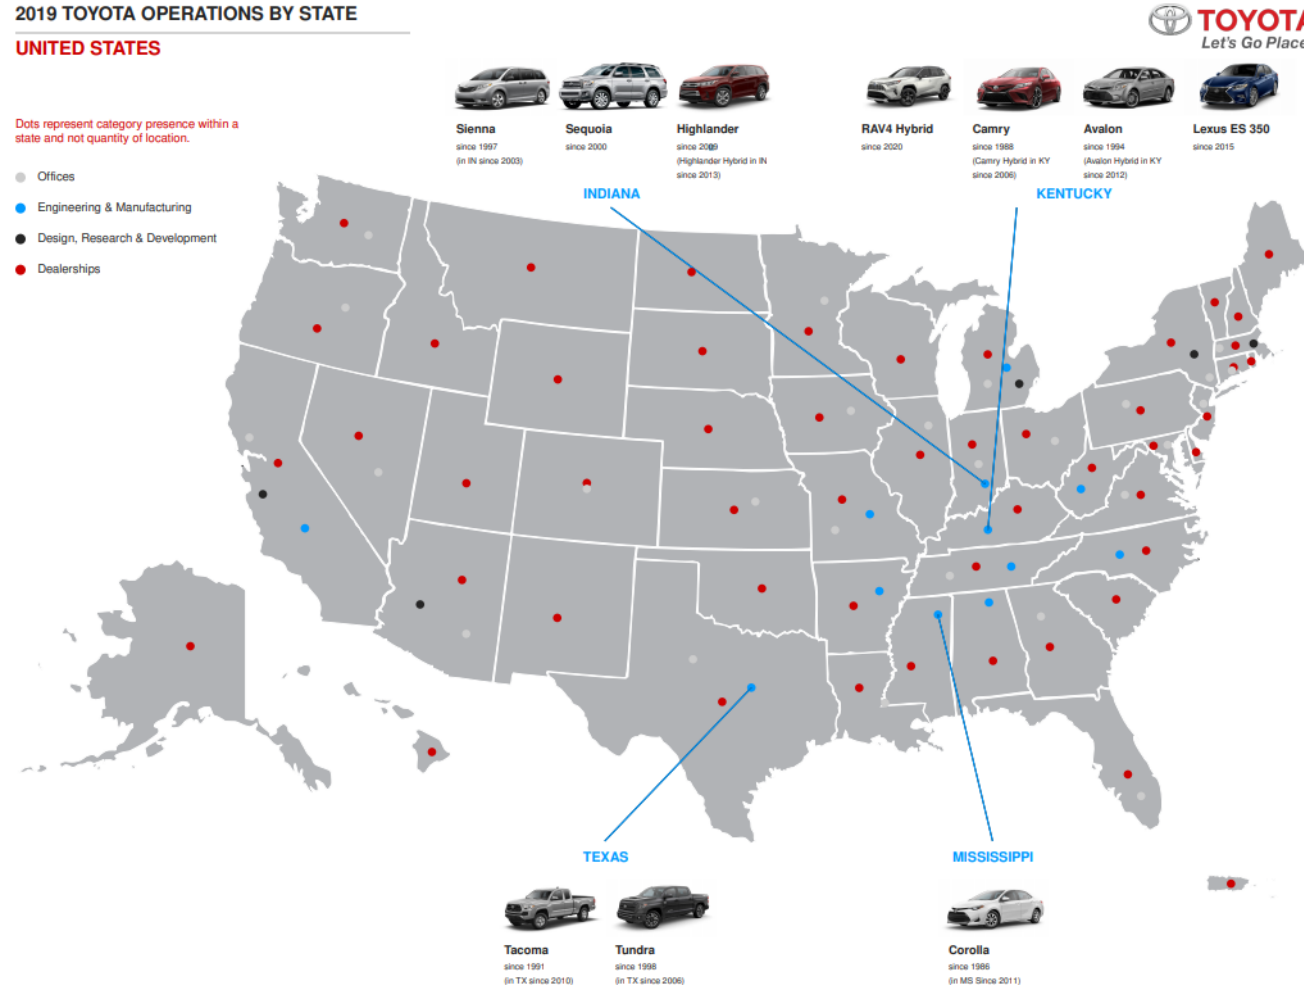 2019 TOYOTA OPERATIONS BY STATE
UNITED STATES
TOYOTA
Let's Go Place
Dots represent category presence within a
state and not quantity of location.
Offices
Engineering & Manufacturing
Design, Research & Development
Dealerships
Sienna
since 1997
(in IN since 2003)
Sequoia
since 2000
Highlander
since 2009
(Highlander Hybrid in IN
since 2013)
INDIANA
RAV4 Hybrid
since 2020
Camry
since 1988
(Camry Hybrid in KY
since 2006)
Avalon
since 1994
(Avalon Hybrid in KY
since 2012)
Lexus ES 350
since 2015
KENTUCKY
TEXAS
Tacoma
since 1991
(in TX since 2010)
Tundra
since 1998
(in TX since 2006)
MISSISSIPPI
Corolla
since 1986
(in MS Since 2011)